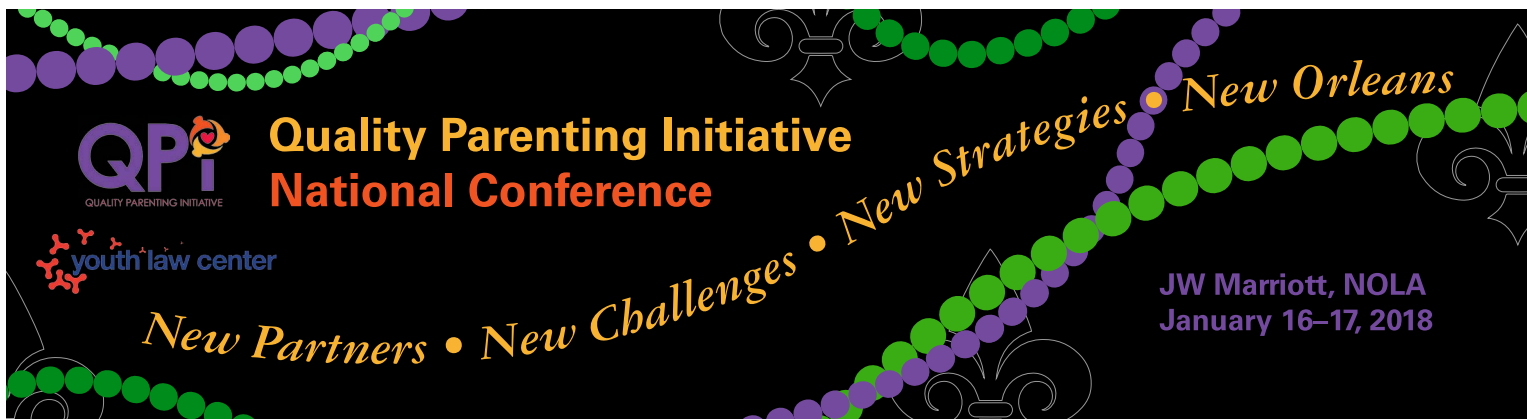 QPi
QUALITY PARENTING INITIATIVE
Quality Parenting Initiative
National Conference
youth law center
New Partners • New Challenges • New Strategies • New Orleans
JW Marriott, NOLA
January 16–17, 2018